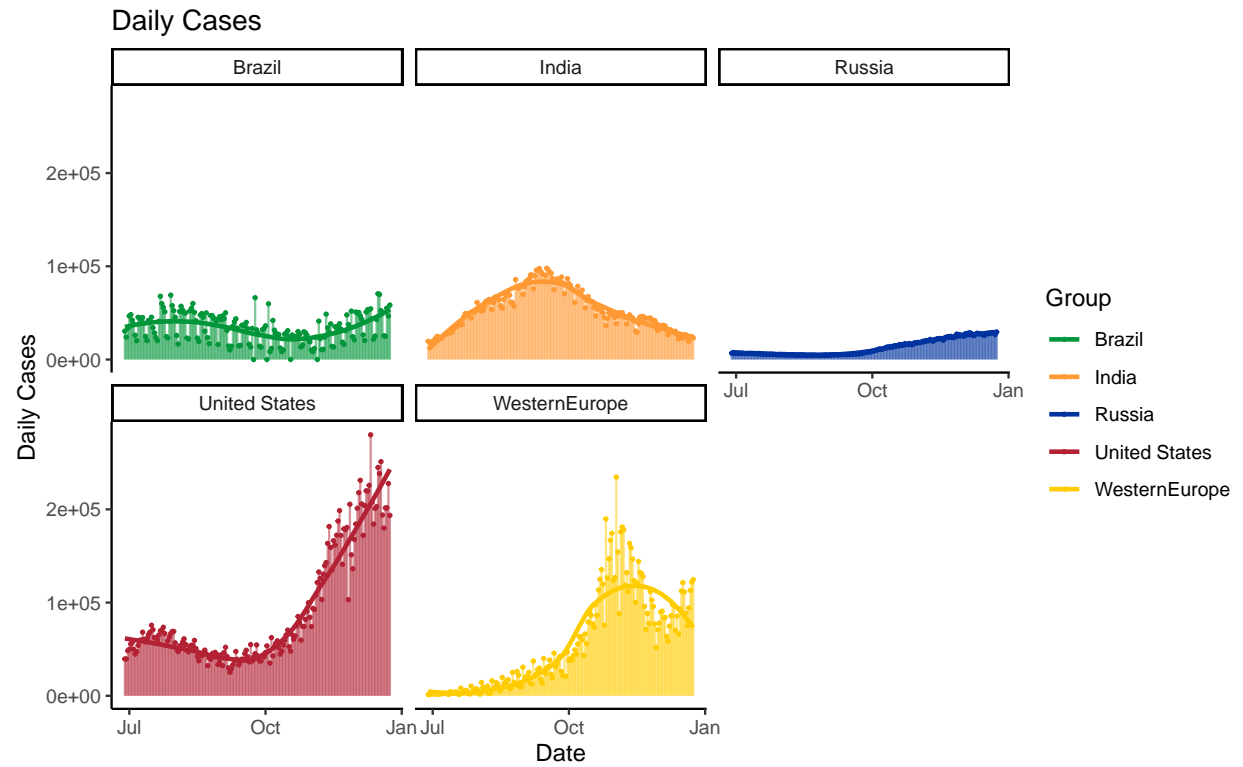 Daily Cases
Brazil
India
Russia
2e+05
1e+05
0e+00
Jul
Oct
Jan
United States
WesternEurope
2e+05
1e+05
0e+00
Jul
Oct
Jan
Jul
Oct
Jan
Daily Cases
Date
Group
Brazil
India
Russia
United States
WesternEurope